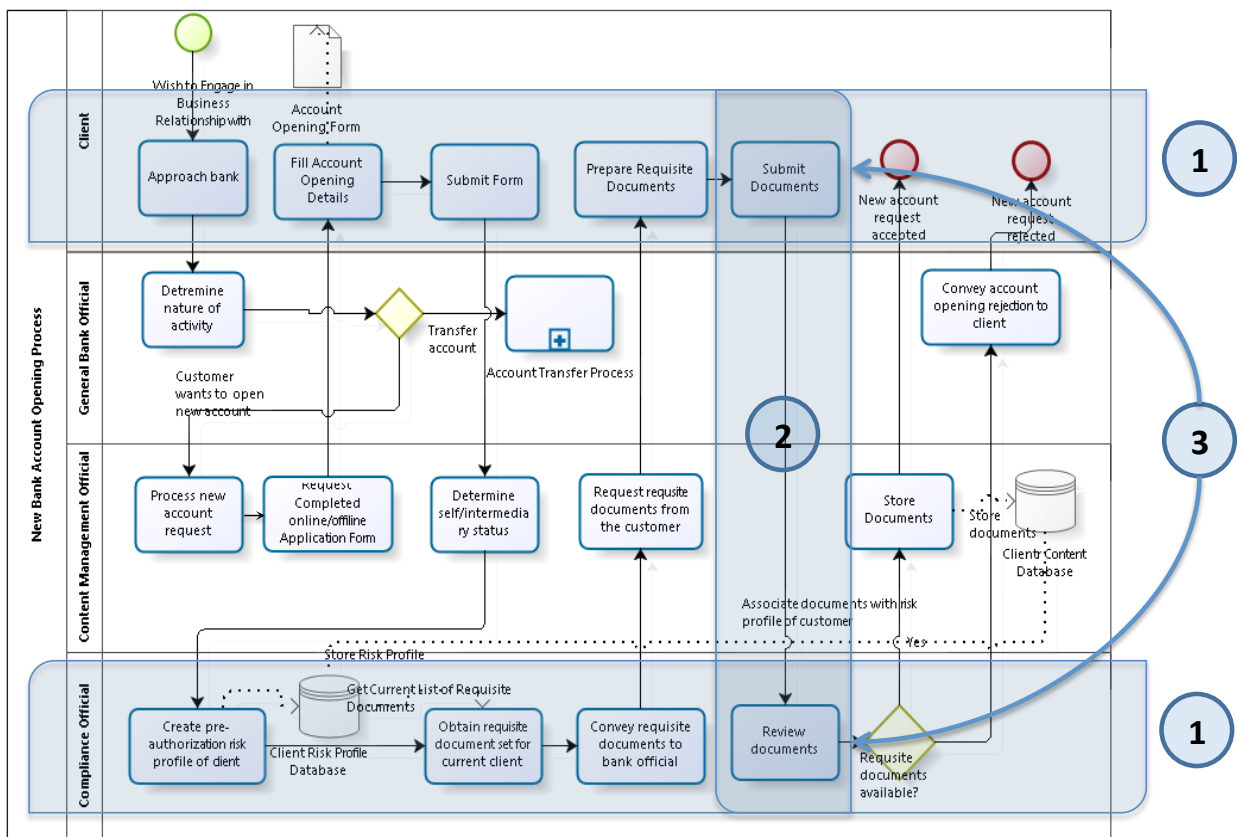 New Bank Account Opening Process
Client
Wish to Engage in
Business
Relationship with
Account
Opening Form
Approach bank
Fill Account
Opening
Details
Submit Form
Prepare Requisite
Documents
Submit
Documents
New account
request
accepted
New account
request
rejected
1
General Bank Official
Detremine
nature of
activity
Transfer
account
Account Transfer Process
Convey account
opening rejection to
client
Customer
wants to open
new account
2
3
Content Management Official
Process new
account
request
Request
Completed
online/offiline
Application Form
Determine
self/intermedia
ry status
Request requsite
documents from
the customer
Store
Documents
Store
documents
Clientr Content
Database
Associate documents with risk
profile of customer
Yes
Compliance Official
Store Risk Profile
Get Current List of Requisite
Documents
Create pre-
authorization risk
profile of client
Client Risk Profile
Database
Obtain requisite
document set for
current client
Convey requisite
documents to
bank official
Review
documents
Requsite
documents
available?
1